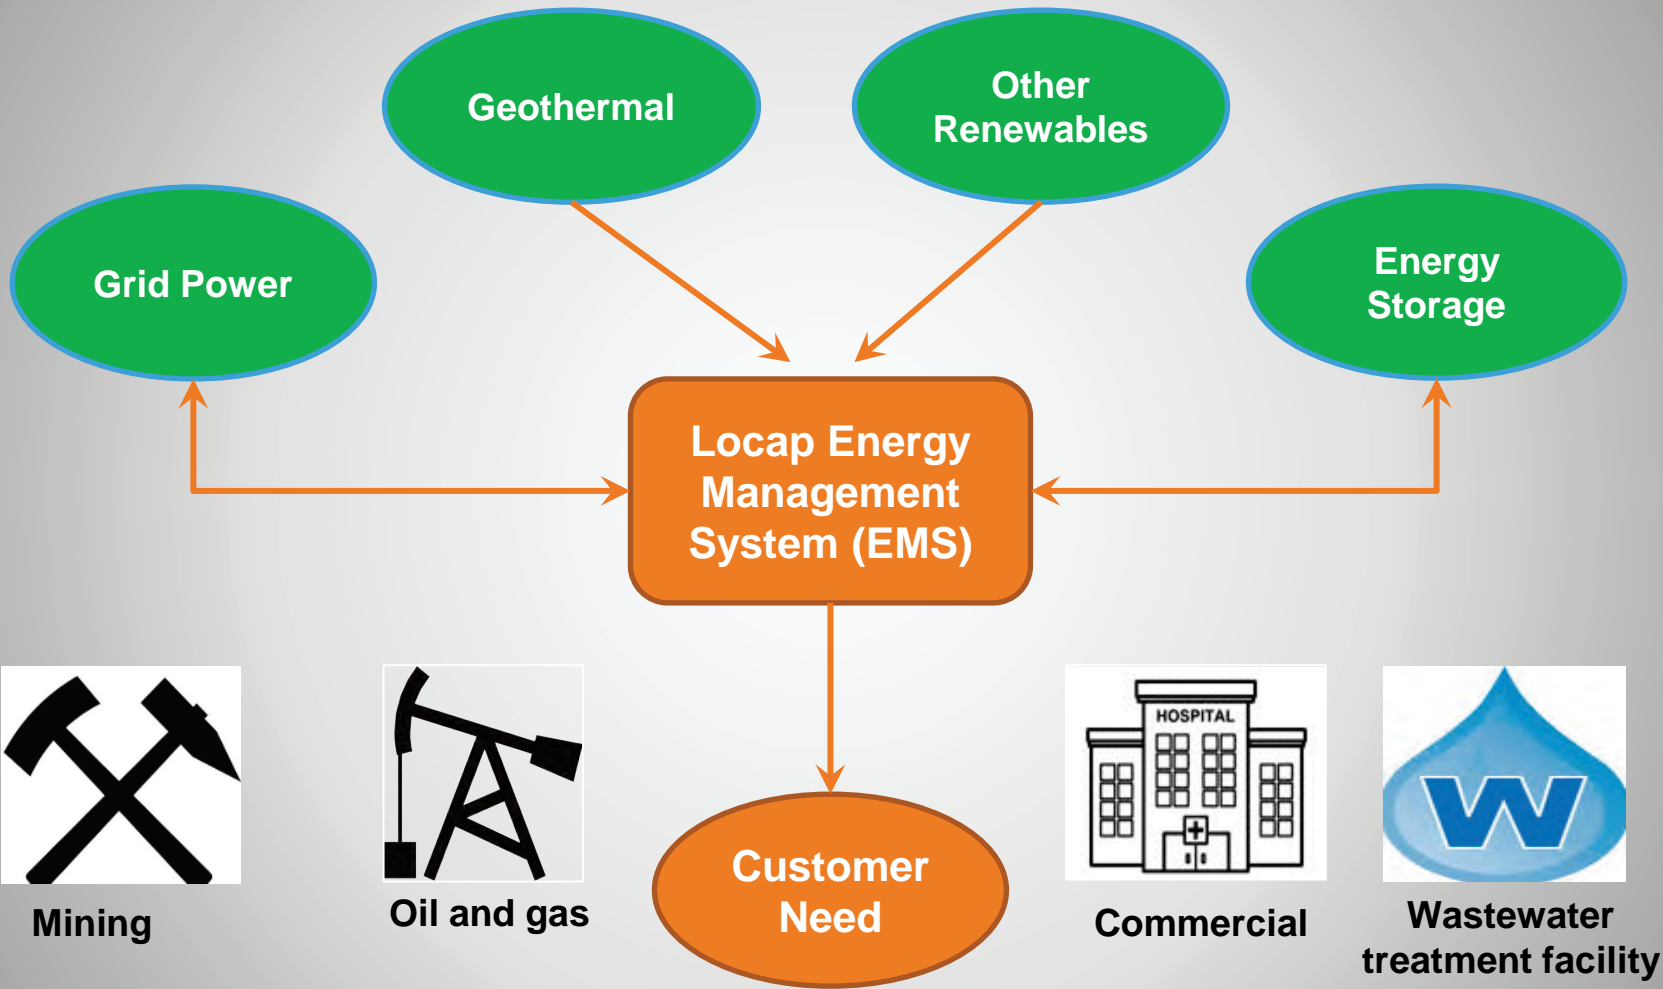 Geothermal
Other
Renewables
Grid Power
Energy
Storage
Locap Energy
Management
System (EMS)
HOSPITAL
W
Customer
Need
Mining
Oil and gas
Commercial
Wastewater
treatment facility